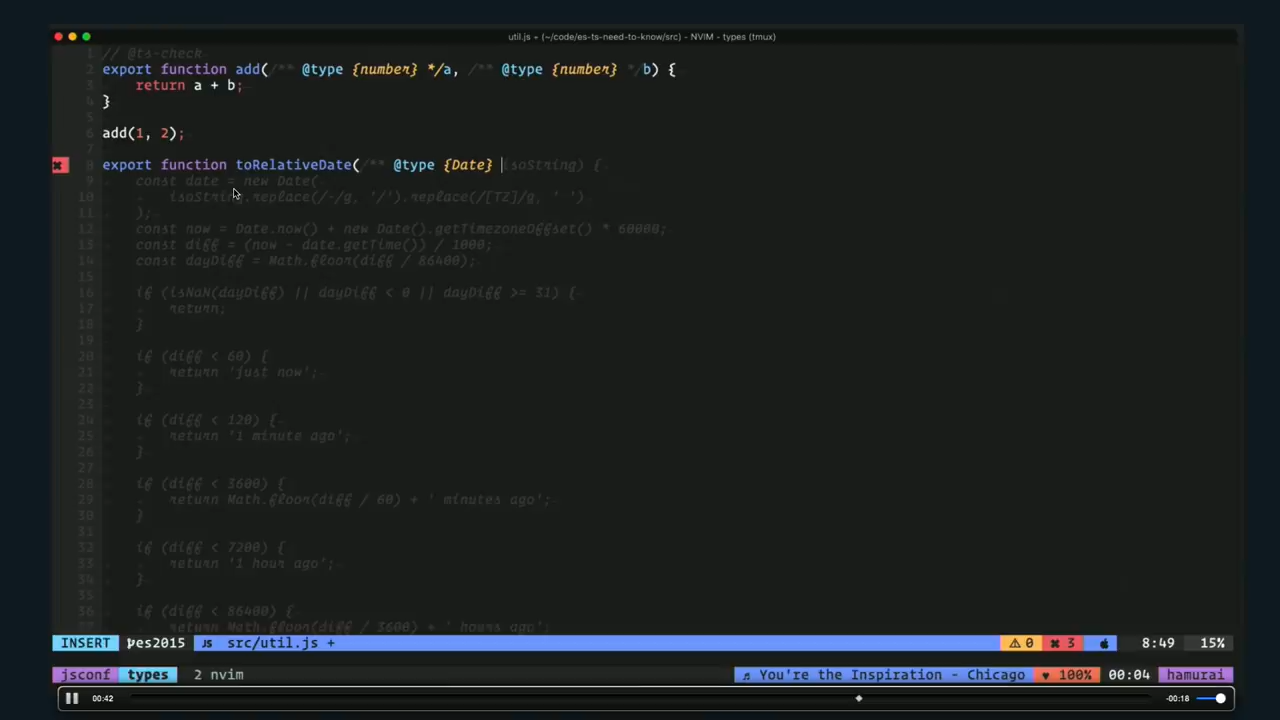 util.js + (~/code/es-ts-need-to-know/src) - NVIM - types (tmux)
1 // @ts-check
2 export function add(/** @type {number} */a, /** @type {number} */b) {
3 return a + b;
4 }
5
6 add(1, 2);
7
8 export function toRelativeDate(/** @type {Date} isoString) {
9 const date = new Date(
10 isoString.replace(/-/g, '/').replace(/[TZ]/g, ' ')
11 );
12 const now = Date.now() + new Date().getTimezoneOffset() * 60000;
13 const diff = (now - date.getTime()) / 1000;
14 const dayDiff = Math.floor(diff / 86400);
15
16 if (isNaN(dayDiff) || dayDiff < 0 || dayDiff >= 31) {
17 return;
18 }
19
20 if (diff < 60) {
21 return 'just now';
22 }
23
24 if (diff < 120) {
25 return '1 minute ago';
26 }
27
28 if (diff < 3600) {
29 return Math.floor(diff / 60) + ' minutes ago';
30 }
31
32 if (diff < 7200) {
33 return '1 hour ago';
34 }
35
36 if (diff < 86400) {
37 return Math.floor(diff / 3600) + ' hours ago';
INSERT es2015 JS src/util.js + ⚠ 0 ✖ 3 8:49 15%
jsconf types 2 nvim ♬ You're the Inspiration - Chicago ♥ 100% 00:04 hamurai
00:42 -00:18